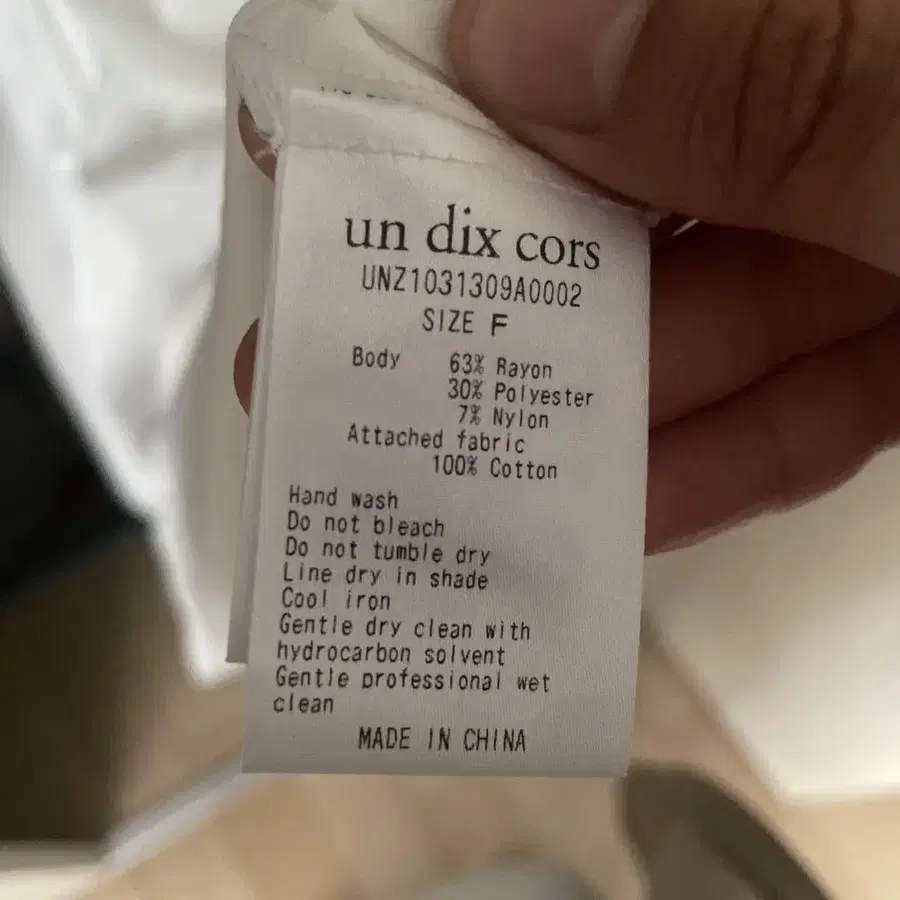 un dix cors
UNZ1031309A0002
SIZE F
Body 63% Rayon
30% Polyester
7% Nylon
Attached fabric
100% Cotton
Hand wash
Do not bleach
Do not tumble dry
Line dry in shade
Cool iron
Gentle dry clean with
hydrocarbon solvent
Gentle professional wet
clean
MADE IN CHINA